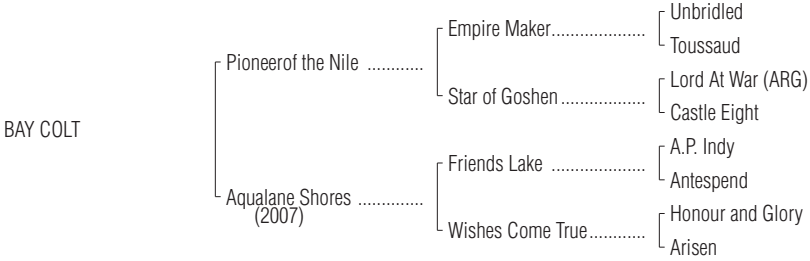 Unbridled
Empire Maker.....................
Toussaud
Pioneerof the Nile ............
Lord At War (ARG)
Star of Goshen...................
Castle Eight
BAY COLT
A.P. Indy
Friends Lake .....................
Antespend
Aqualane Shores ..............
(2007)
Honour and Glory
Wishes Come True............
Arisen